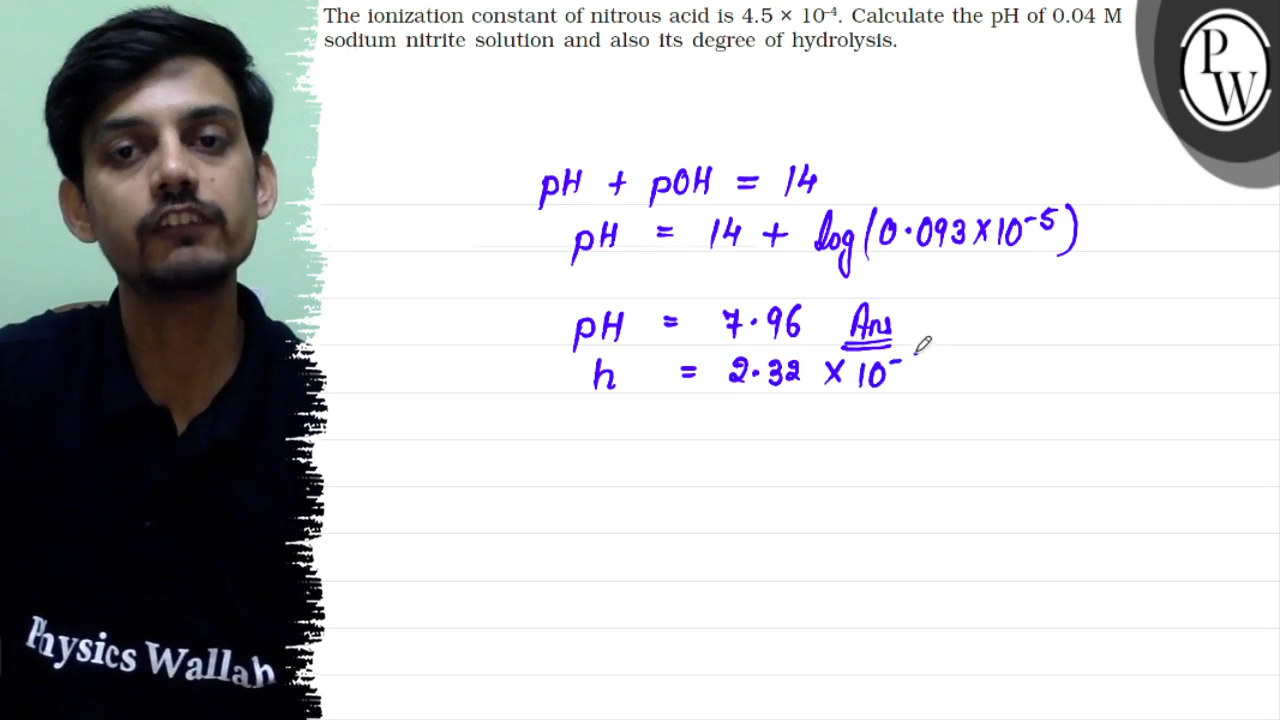 The ionization constant of nitrous acid is 4.5 × 10⁻⁴. Calculate the pH of 0.04 M
sodium nitrite solution and also its degree of hydrolysis.
PW
pH + pOH = 14
pH = 14 + log(0.093×10⁻⁵)
pH = 7.96 Ans
h = 2.32 × 10⁻
Physics Wallah